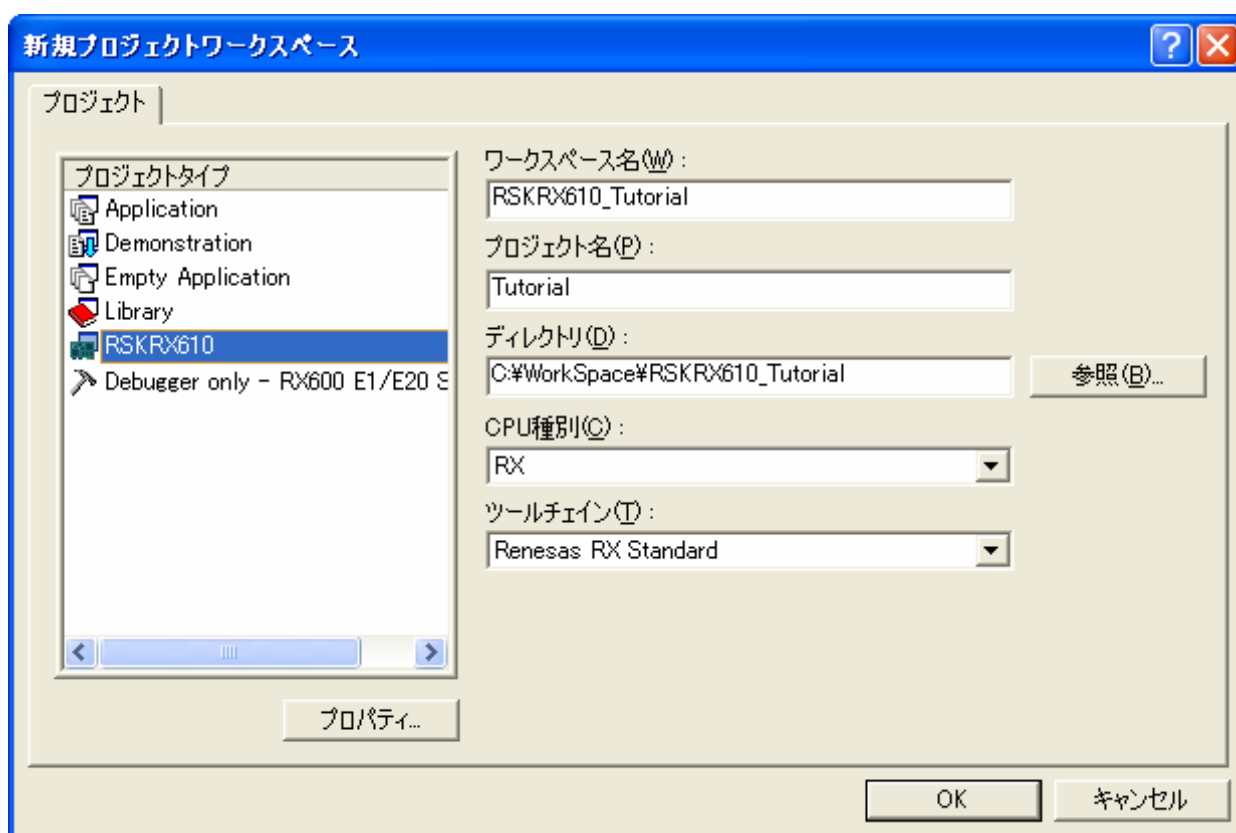 新規プロジェクトワークスペース
プロジェクト
プロジェクトタイプ
Application
Demonstration
Empty Application
Library
RSKRX610
Debugger only - RX600 E1/E20 S
プロパティ...
ワークスペース名(W):
RSKRX610_Tutorial
プロジェクト名(P):
Tutorial
ディレクトリ(D):
C:¥WorkSpace¥RSKRX610_Tutorial
参照(B)...
CPU種別(C):
RX
ツールチェイン(T):
Renesas RX Standard
OK
キャンセル